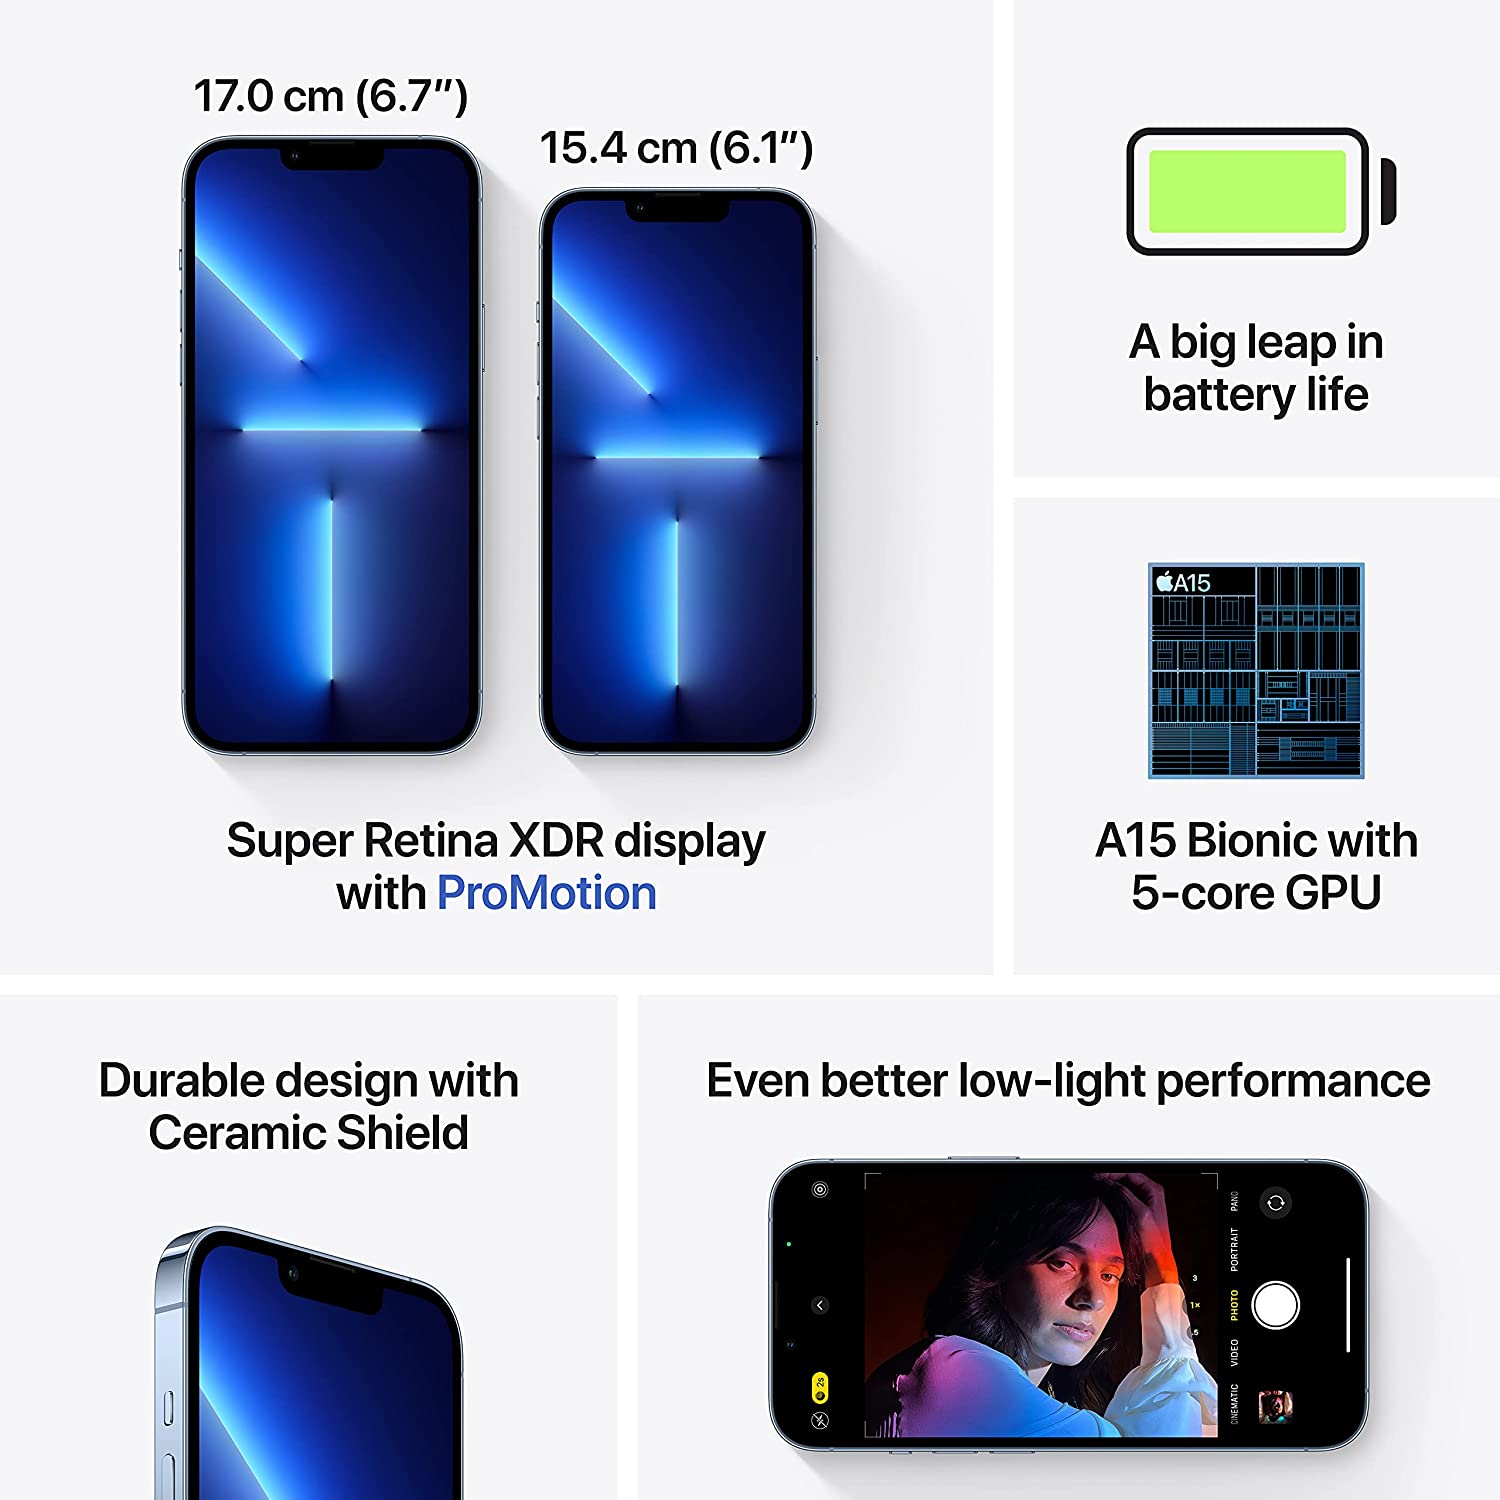 17.0 cm (6.7”)
15.4 cm (6.1”)
Super Retina XDR display
with ProMotion
A big leap in
battery life
A15
A15 Bionic with
5-core GPU
Durable design with
Ceramic Shield
Even better low-light performance
PANO
PORTRAIT
PHOTO
VIDEO
CINEMATIC
3
1×
.5
2s